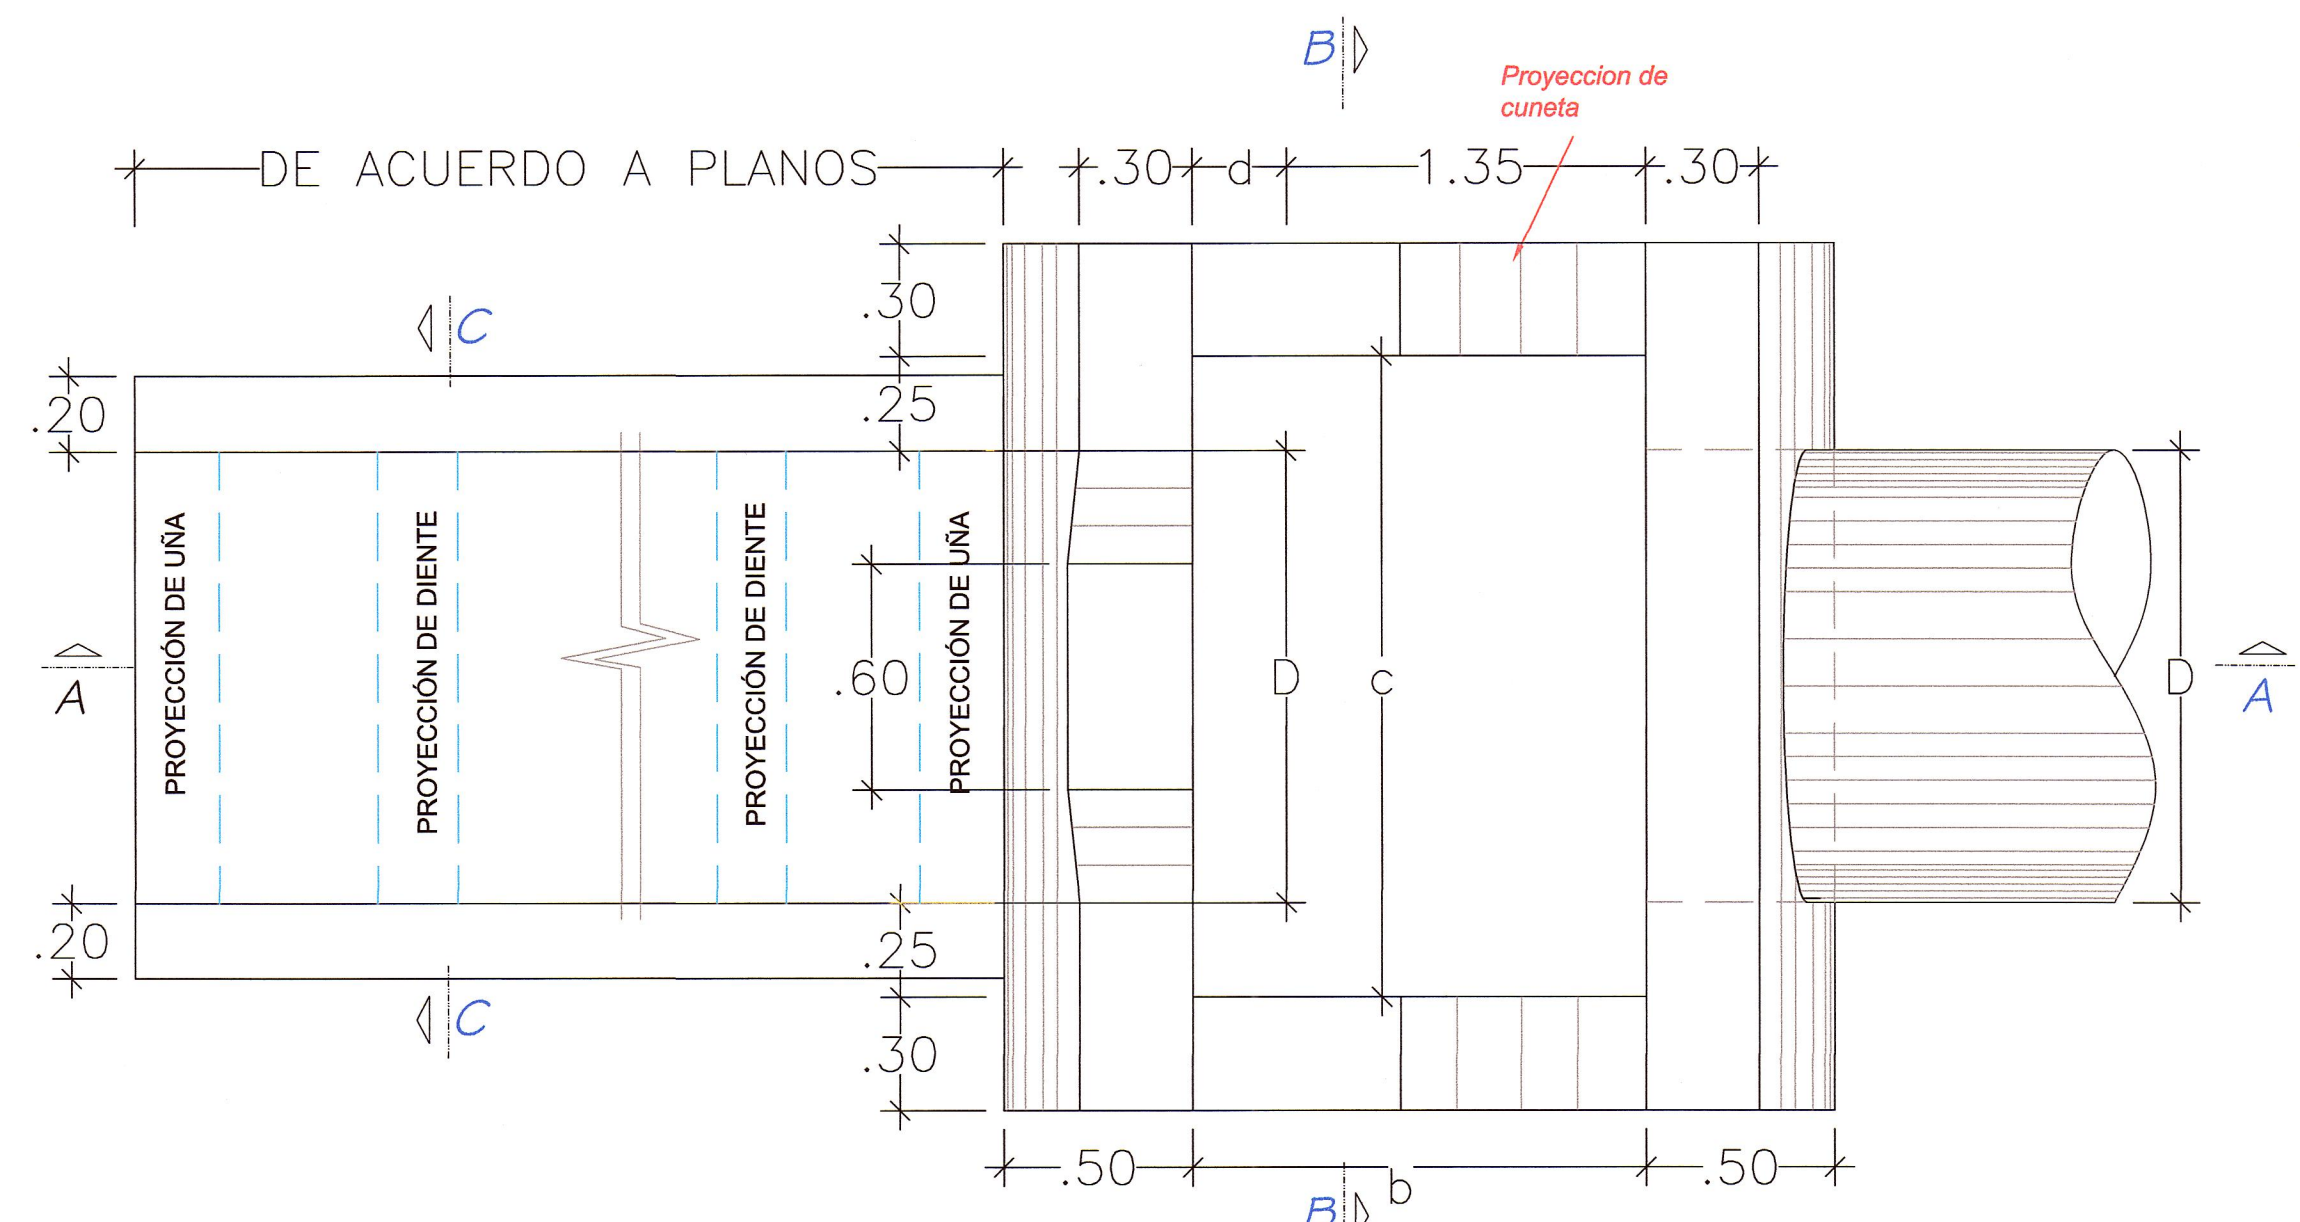 B
Proyeccion de
cuneta
DE ACUERDO A PLANOS
.30
d
1.35
.30
.30
C
.20
.25
PROYECCIÓN DE UÑA
PROYECCIÓN DE DIENTE
PROYECCIÓN DE DIENTE
PROYECCIÓN DE UÑA
.60
D
c
D
A
A
.20
.25
C
.30
.50
b
.50
B